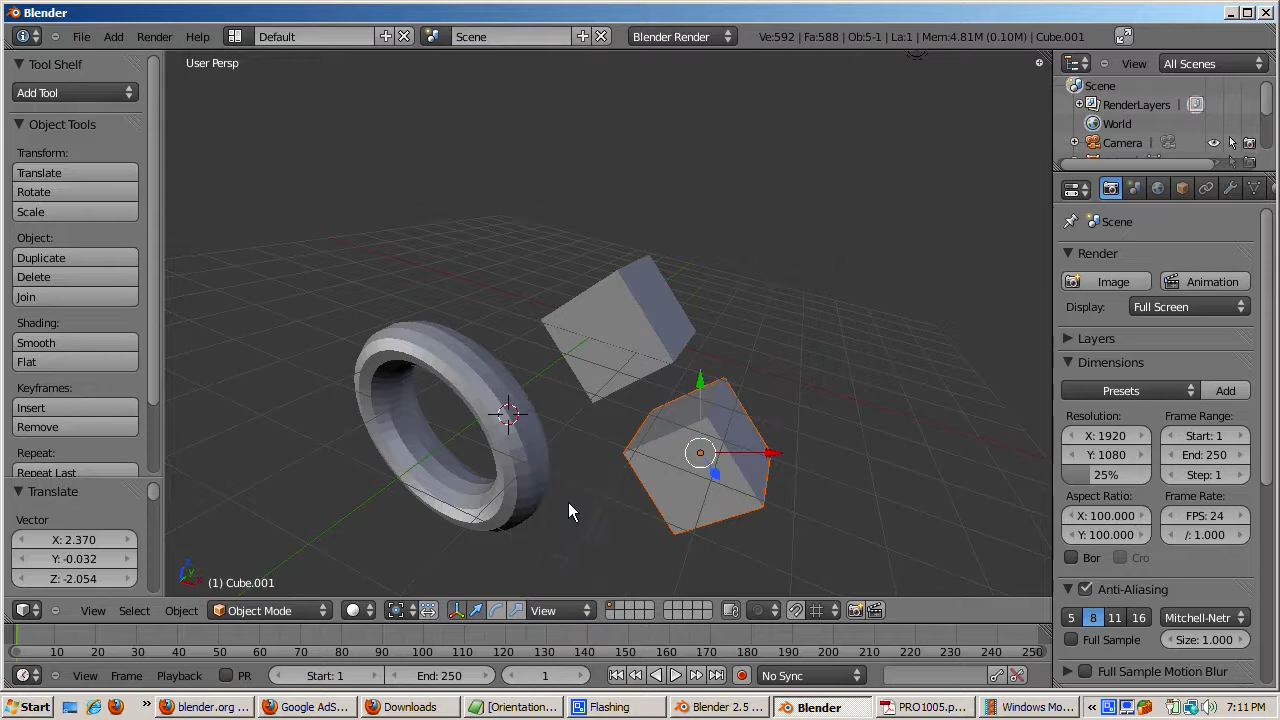 Blender
File Add Render Help Default Scene Blender Render Ve:592 | Fa:588 | Ob:5-1 | La:1 | Mem:4.81M (0.10M) | Cube.001
Tool Shelf
Add Tool
Object Tools
Transform:
Translate
Rotate
Scale
Object:
Duplicate
Delete
Join
Shading:
Smooth
Flat
Keyframes:
Insert
Remove
Repeat:
Repeat Last
Translate
Vector
X: 2.370
Y: -0.032
Z: -2.054
User Persp
(1) Cube.001
View Select Object Object Mode View
View All Scenes
Scene
RenderLayers
World
Camera
Scene
Render
Image Animation
Display: Full Screen
Layers
Dimensions
Presets Add
Resolution: Frame Range:
X: 1920 Start: 1
Y: 1080 End: 250
25% Step: 1
Aspect Ratio: Frame Rate:
X: 100.000 FPS: 24
Y: 100.000 /: 1.000
Bor Cro
Anti-Aliasing
5 8 11 16 Mitchell-Netr
Full Sample Size: 1.000
Full Sample Motion Blur
10 20 30 40 50 60 70 80 90 100 110 120 130 140 150 160 170 180 190 200 210 220 230 240 250
View Frame Playback PR Start: 1 End: 250 1 No Sync
Start » blender.org ... Google AdS... Downloads [Orientation... Flashing Blender 2.5 ... Blender PRO1005.p... Windows Mo... « 7:11 PM